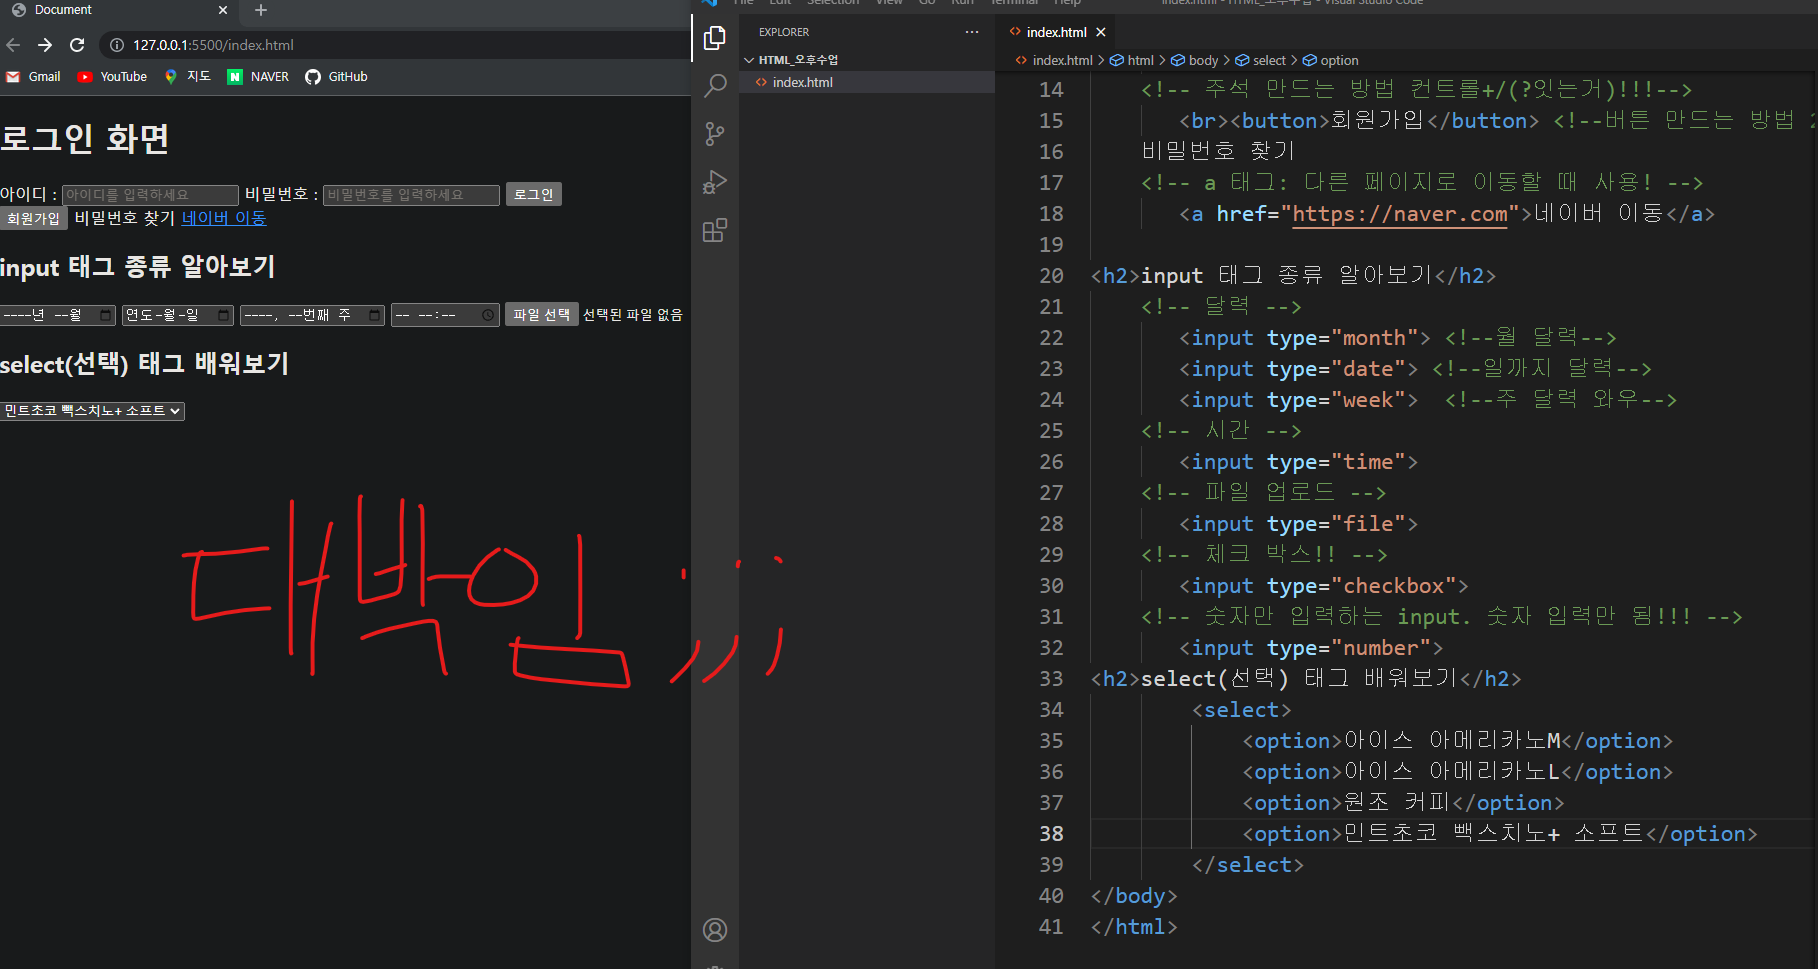 Document
127.0.0.1:5500/index.html
Gmail YouTube 지도 NAVER GitHub
로그인 화면
아이디 : 아이디를 입력하세요 비밀번호 : 비밀번호를 입력하세요 로그인
회원가입 비밀번호 찾기 네이버 이동
input 태그 종류 알아보기
----년 --월 연도-월-일 ----, --번째 주 -- --:-- 파일 선택 선택된 파일 없음
select(선택) 태그 배워보기
민트초코 빽스치노+ 소프트
대박임;;;
File Edit Selection View Go Run Terminal Help index.html - HTML_오후수업 - Visual Studio Code
EXPLORER
HTML_오후수업
index.html
index.html
index.html > html > body > select > option
14 <!-- 주석 만드는 방법 컨트롤+/(?잇는거)!!!-->
15 <br><button>회원가입</button> <!--버튼 만드는 방법
16 비밀번호 찾기
17 <!-- a 태그: 다른 페이지로 이동할 때 사용! -->
18 <a href="https://naver.com">네이버 이동</a>
19
20 <h2>input 태그 종류 알아보기</h2>
21 <!-- 달력 -->
22 <input type="month"> <!--월 달력-->
23 <input type="date"> <!--일까지 달력-->
24 <input type="week"> <!--주 달력 와우-->
25 <!-- 시간 -->
26 <input type="time">
27 <!-- 파일 업로드 -->
28 <input type="file">
29 <!-- 체크 박스!! -->
30 <input type="checkbox">
31 <!-- 숫자만 입력하는 input. 숫자 입력만 됨!!! -->
32 <input type="number">
33 <h2>select(선택) 태그 배워보기</h2>
34 <select>
35 <option>아이스 아메리카노M</option>
36 <option>아이스 아메리카노L</option>
37 <option>원조 커피</option>
38 <option>민트초코 빽스치노+ 소프트</option>
39 </select>
40 </body>
41 </html>